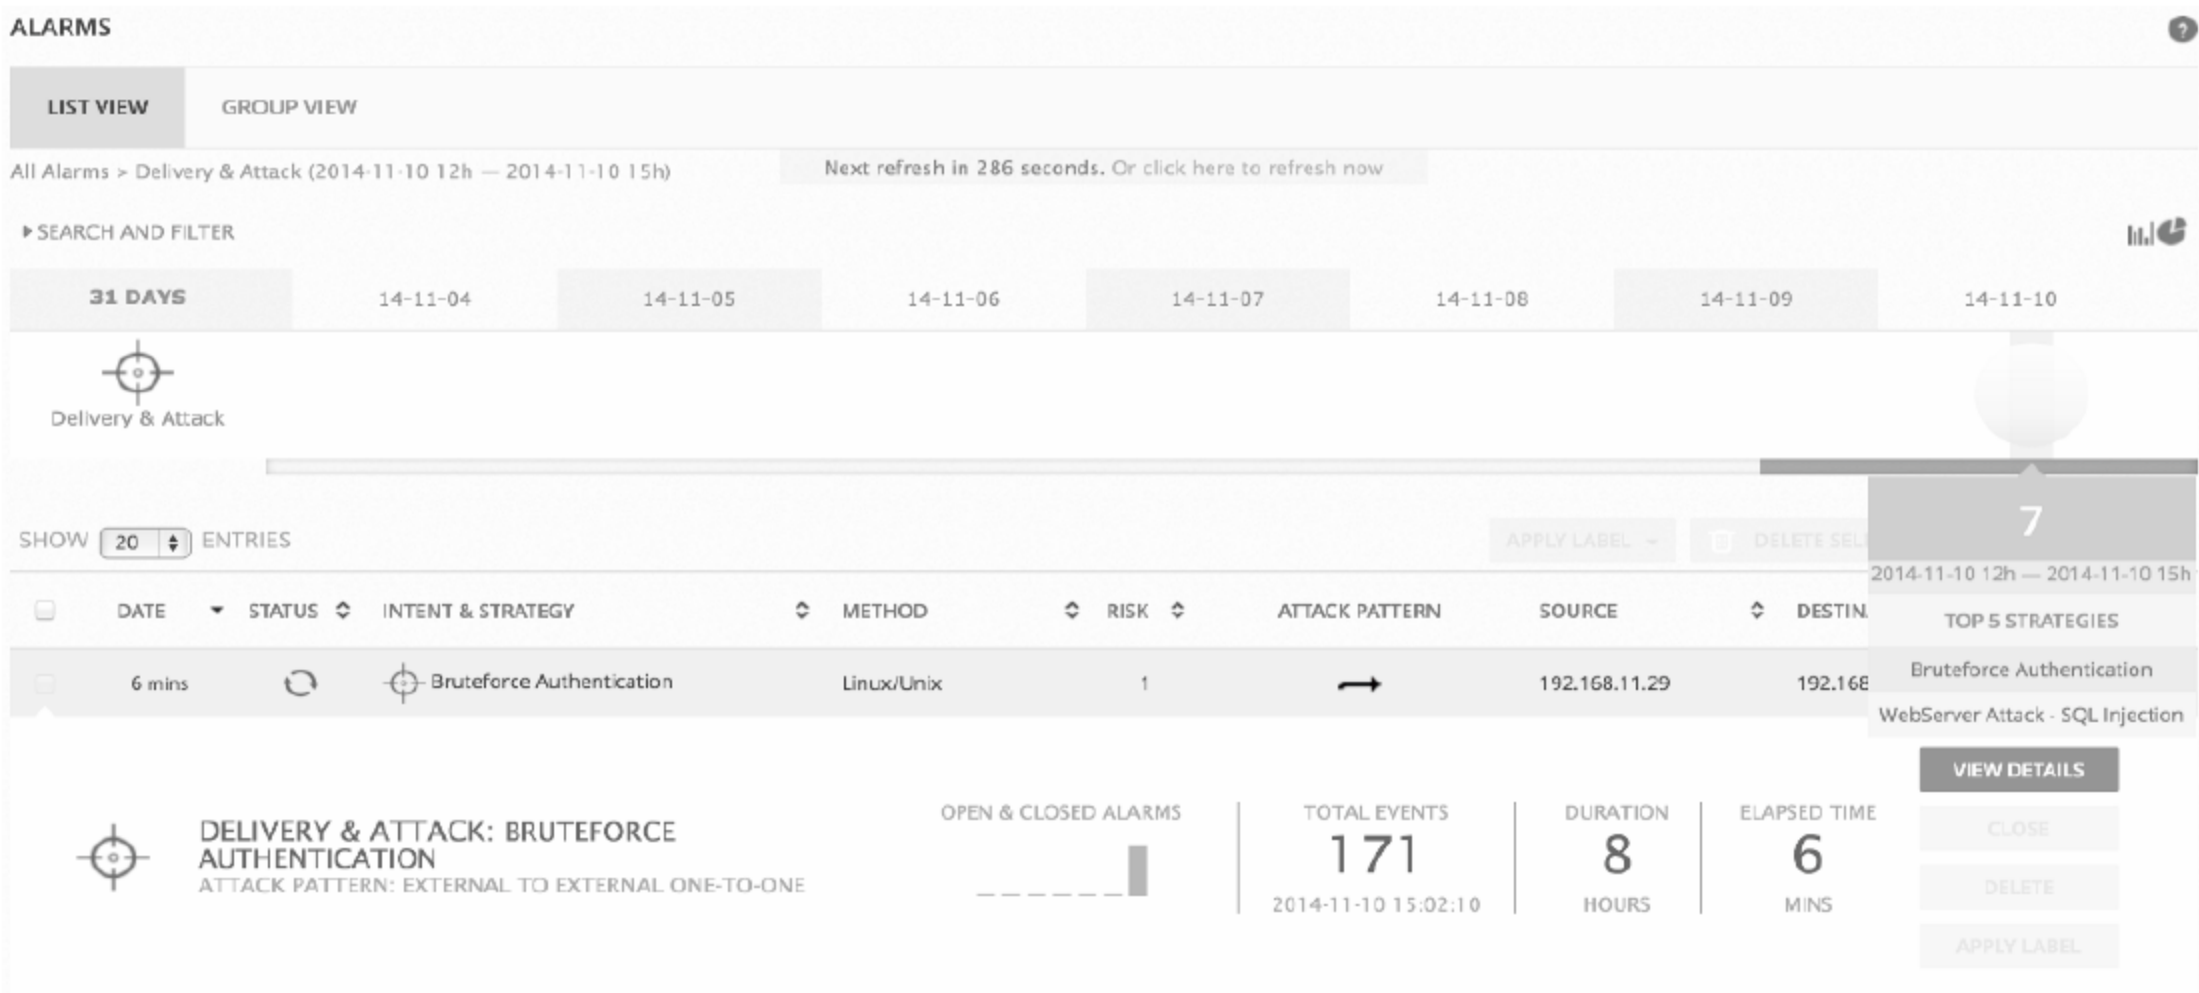 ALARMS
?
LIST VIEW GROUP VIEW
All Alarms > Delivery & Attack (2014-11-10 12h — 2014-11-10 15h) Next refresh in 286 seconds. Or click here to refresh now
SEARCH AND FILTER
31 DAYS 14-11-04 14-11-05 14-11-06 14-11-07 14-11-08 14-11-09 14-11-10
Delivery & Attack
SHOW 20 ENTRIES APPLY LABEL DELETE SEL
7
2014-11-10 12h — 2014-11-10 15h
TOP 5 STRATEGIES
Bruteforce Authentication
WebServer Attack - SQL Injection
DATE STATUS INTENT & STRATEGY METHOD RISK ATTACK PATTERN SOURCE DESTIN
6 mins Bruteforce Authentication Linux/Unix 1 192.168.11.29 192.168
VIEW DETAILS
CLOSE
DELETE
APPLY LABEL
DELIVERY & ATTACK: BRUTEFORCE
AUTHENTICATION
ATTACK PATTERN: EXTERNAL TO EXTERNAL ONE-TO-ONE
OPEN & CLOSED ALARMS
TOTAL EVENTS
171
2014-11-10 15:02:10
DURATION
8
HOURS
ELAPSED TIME
6
MINS